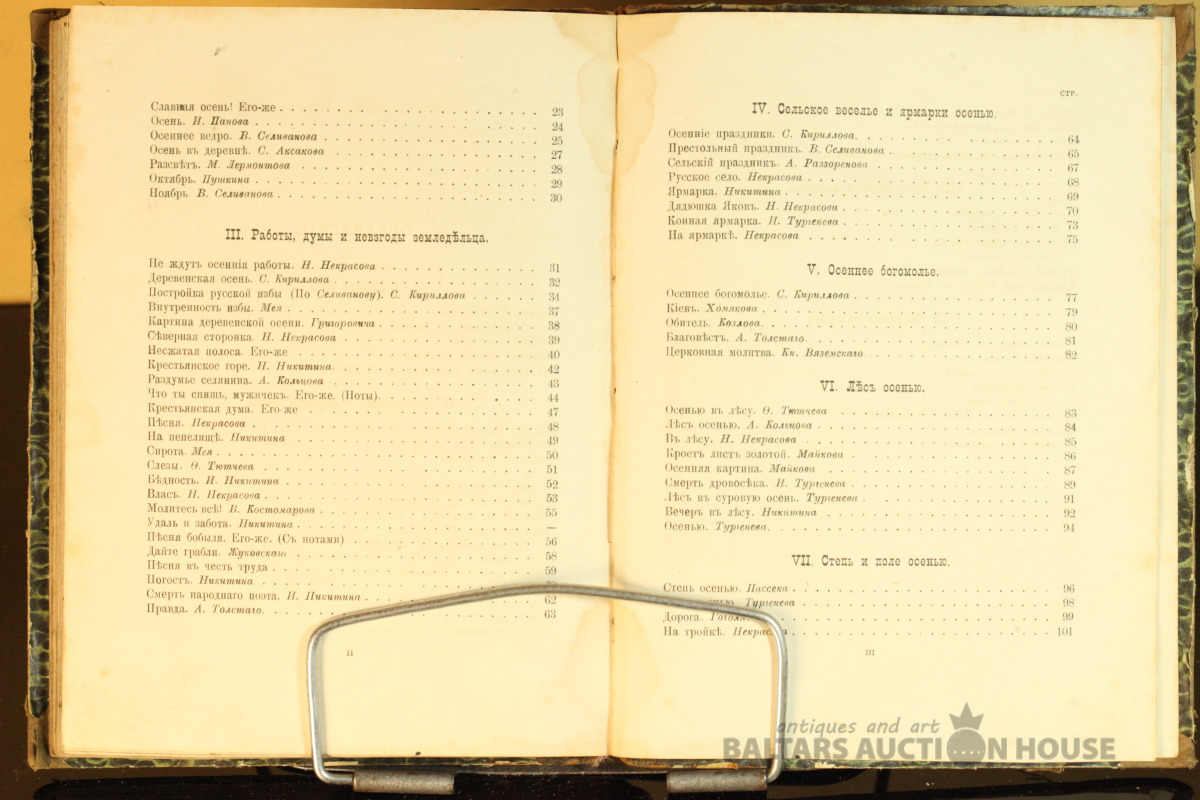 Славная осень! Его-же 23
Осень. И. Панова 24
Осеннее ведро. В. Селиванова 25
Осень въ деревнѣ. С. Аксакова 27
Разсвѣтъ. М. Лермонтова 28
Октябрь. Пушкина 29
Ноябрь В. Селиванова 30
III. Работы, думы и невзгоды земледѣльца.
Не ждутъ осеннія работы. Н. Некрасова 31
Деревенская осень. С. Кириллова 32
Постройка русской избы (По Селиванову). С. Кириллова 34
Внутренность избы. Мея 37
Картина деревенской осени. Григоровича 38
Сѣверная сторонка. Н. Некрасова 39
Несжатая полоса. Его-же 40
Крестьянское горе. И. Никитина. 42
Раздумье селянина. А. Кольцова 43
Что ты спишь, мужичекъ. Его-же. (Ноты). 44
Крестьянская дума. Его же 47
Пѣсня. Некрасова 48
На пепелищѣ. Никитина 49
Сирота. Мея 50
Слезы. Ѳ. Тютчева 51
Бѣдность. И. Никитина 52
Власъ. Н. Некрасова 53
Молитесь всѣ! В. Костомарова 55
Удаль и забота. Никитина —
Пѣсня бобыля. Его-же. (Съ нотами) 56
Дайте грабли. Жуковскаго 58
Пѣсня въ честь труда 59
Погостъ. Никитина
Смерть народнаго поэта. И. Никитина 62
Правда. А. Толстаго. 63
II
СТР.
IV. Сельское веселье и ярмарки осенью.
Осенніе праздники. С. Кириллова. 64
Престольный праздникъ. В. Селиванова 65
Сельскій праздникъ. А. Разоренова 67
Русское село. Некрасова 68
Ярмарка. Никитина 69
Дядюшка Яковъ. Н. Некрасова 70
Конная ярмарка. И. Тургенева 73
На ярмаркѣ. Некрасова 75
V. Осеннее богомолье.
Осеннее богомолье. С. Кириллова 77
Кіевъ. Хомякова 79
Обитель. Козлова. 80
Благовѣстъ. А. Толстаго 81
Церковная молитва. Кн. Вяземскаго 82
VI. Лѣсъ осенью.
Осенью въ лѣсу. Ѳ. Тютчева 83
Лѣсъ осенью. А. Кольцова 84
Въ лѣсу. Н. Некрасова 85
Кроетъ листъ золотой. Майкова 86
Осенняя картина. Майкова 87
Смерть дровосѣка. И. Тургенева 89
Лѣсъ въ суровую осень. Тургенева 91
Вечеръ въ лѣсу. Никитина 92
Осенью. Тургенева. 94
VII. Степь и поле осенью.
Степь осенью. Пассека 96
Тургенева 98
Дорога. Гоголя 99
На тройкѣ. Некрасова 101
III
antiques and art
BALTARS AUCTION HOUSE